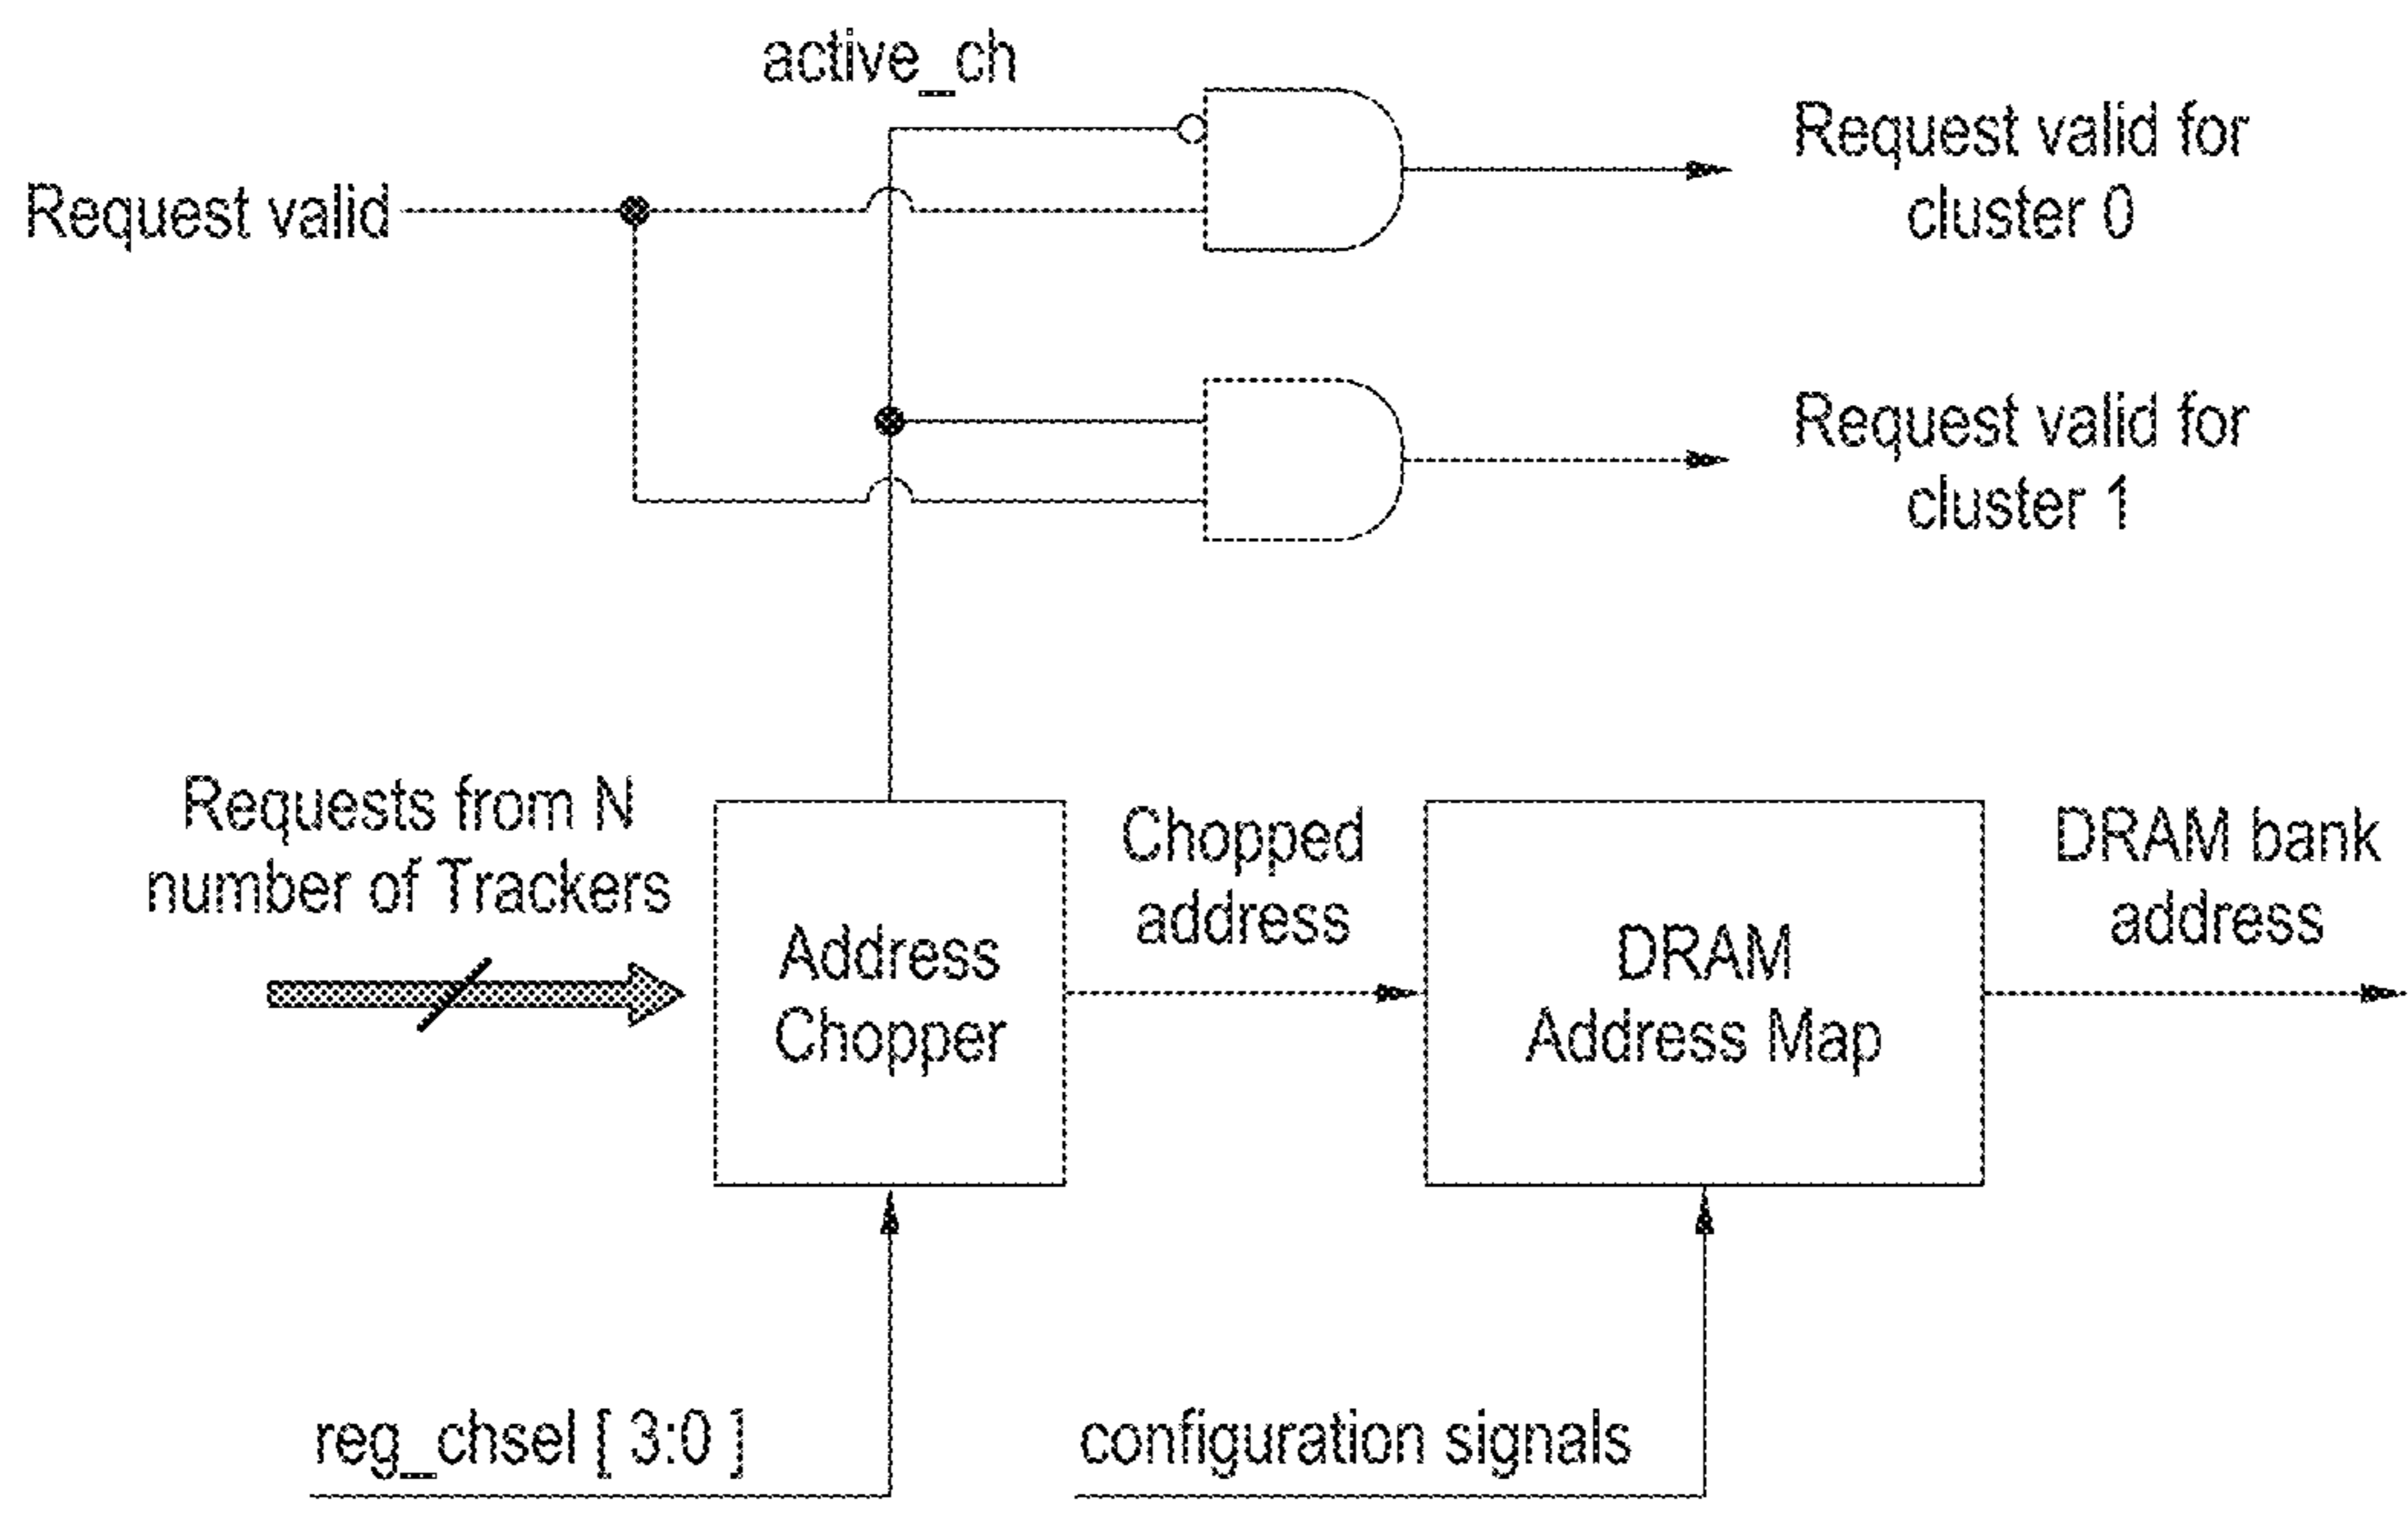 active_ch
Request valid
Request valid for
cluster 0
Request valid for
cluster 1
Requests from N
number of Trackers
Address
Chopper
Chopped
address
DRAM
Address Map
DRAM bank
address
reg_chsel [ 3:0 ]
configuration signals